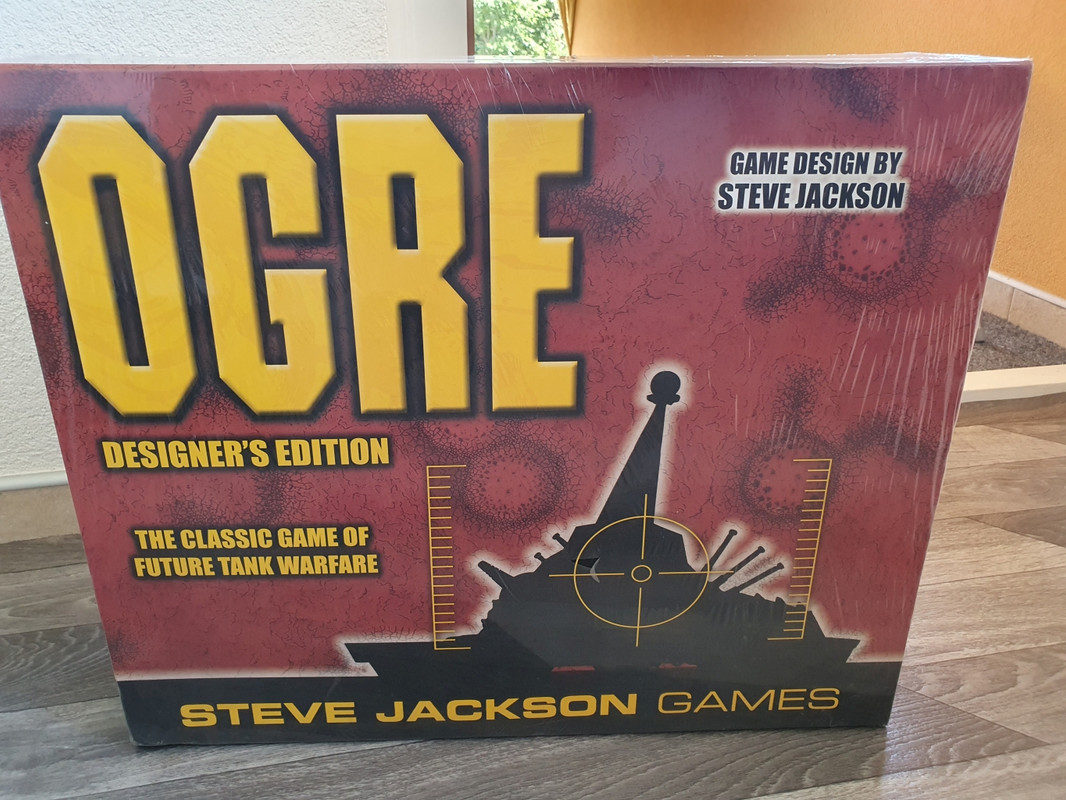 OGRE
GAME DESIGN BY
STEVE JACKSON
DESIGNER'S EDITION
THE CLASSIC GAME OF
FUTURE TANK WARFARE
STEVE JACKSON GAMES